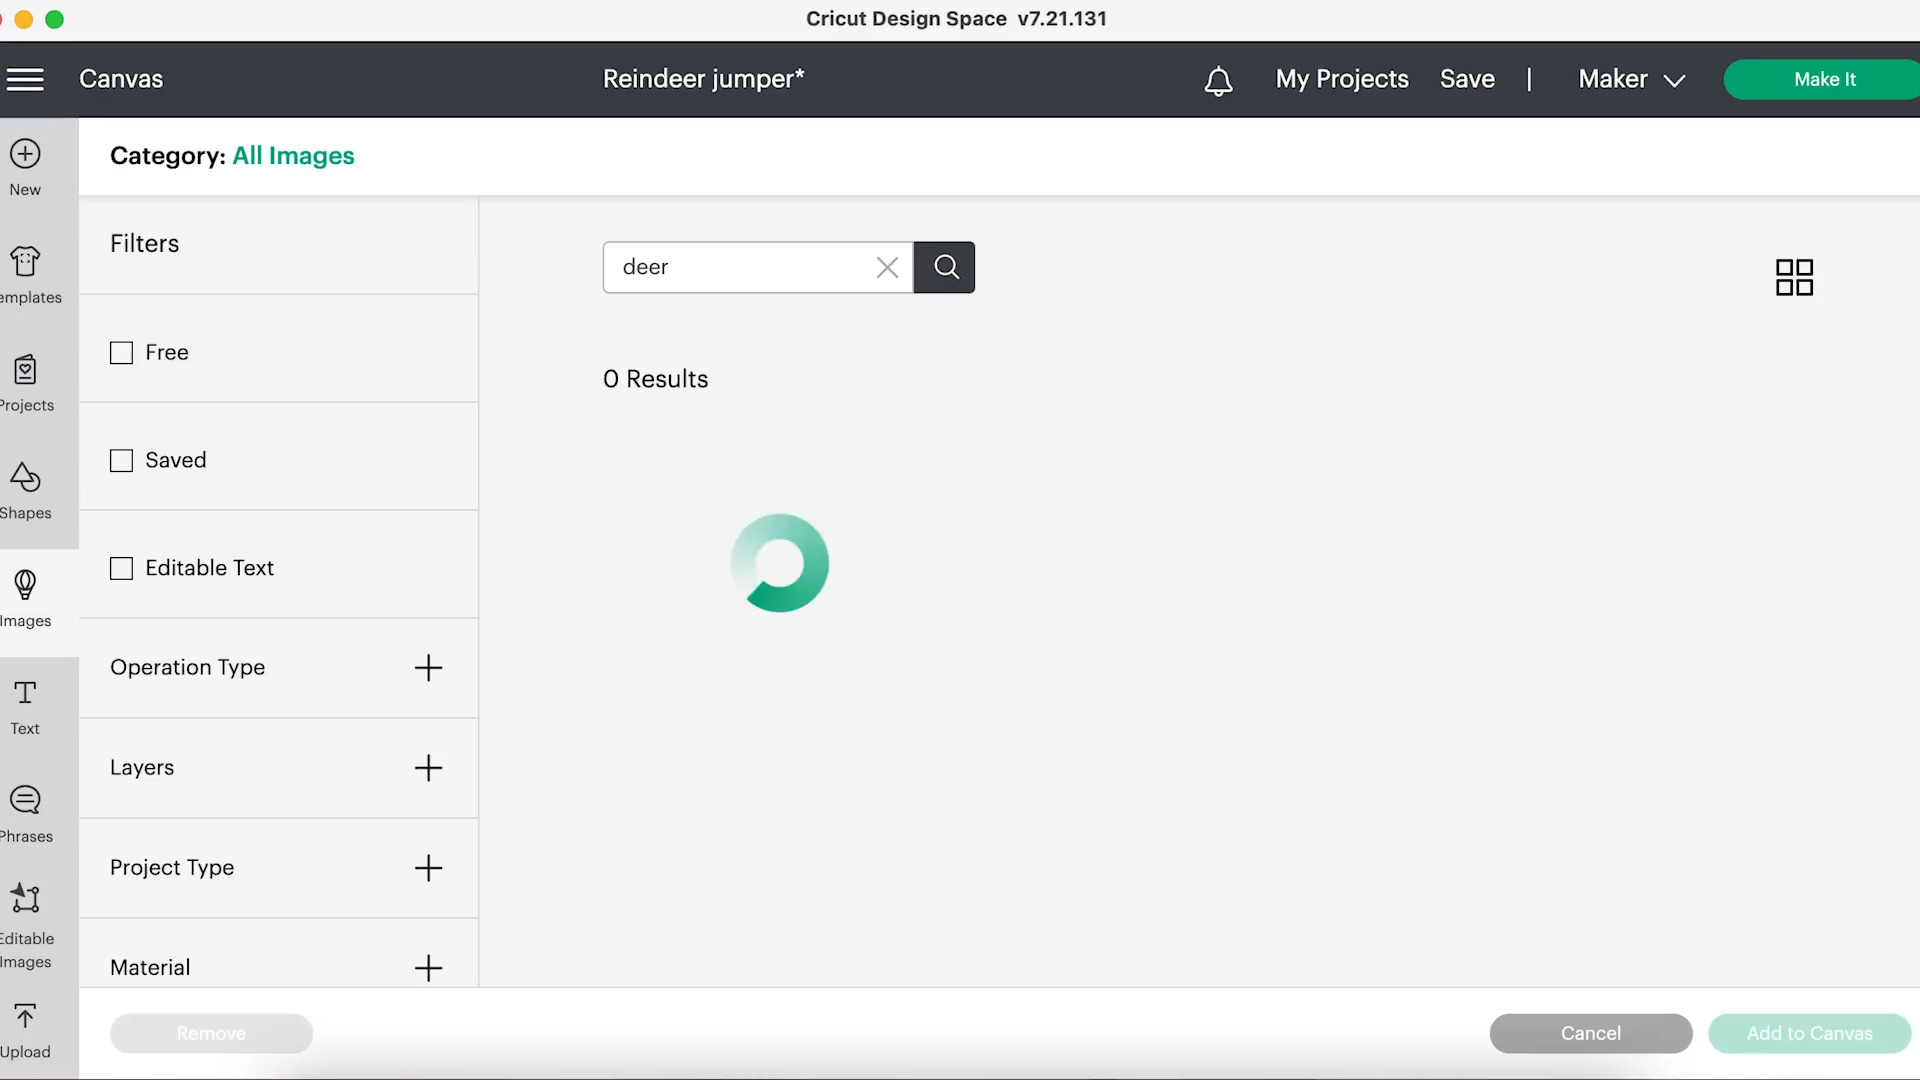 Cricut Design Space v7.21.131
Canvas
Reindeer jumper*
My Projects
Save
|
Maker
Make It
New
emplates
Projects
Shapes
Images
Text
Phrases
Editable
Images
Upload
Category: All Images
Filters
Free
Saved
Editable Text
Operation Type
Layers
Project Type
Material
deer
0 Results
Remove
Cancel
Add to Canvas